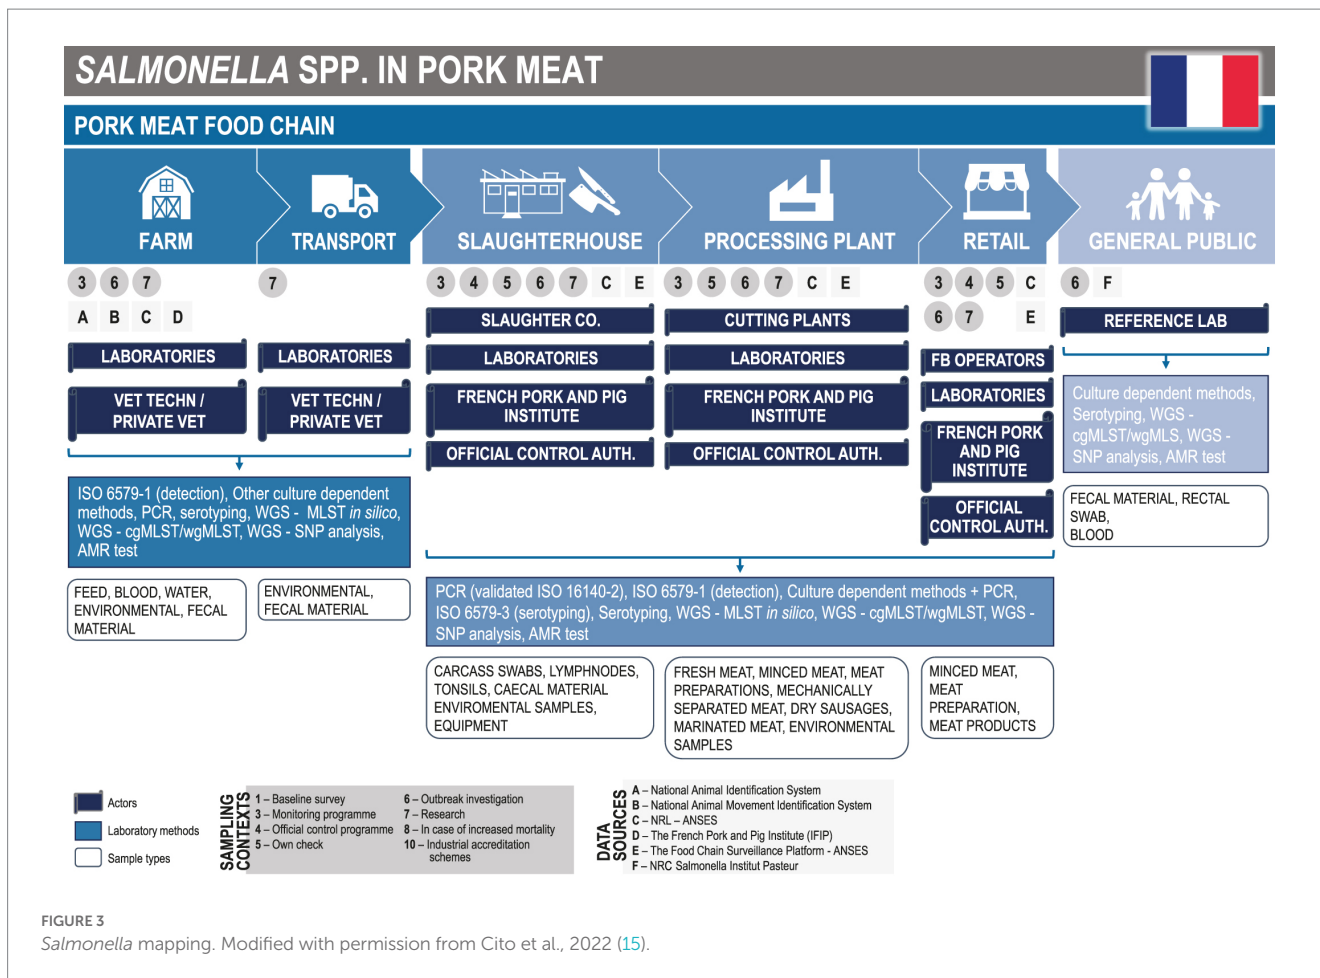 SALMONELLA SPP. IN PORK MEAT
PORK MEAT FOOD CHAIN
FARM
TRANSPORT
SLAUGHTERHOUSE
PROCESSING PLANT
RETAIL
GENERAL PUBLIC
3 6 7
A B C D
LABORATORIES
VET TECHN /
PRIVATE VET
7
LABORATORIES
VET TECHN /
PRIVATE VET
ISO 6579-1 (detection), Other culture dependent
methods, PCR, serotyping, WGS - MLST in silico,
WGS - cgMLST/wgMLST, WGS - SNP analysis,
AMR test
FEED, BLOOD, WATER,
ENVIRONMENTAL, FECAL
MATERIAL
ENVIRONMENTAL,
FECAL MATERIAL
3 4 5 6 7 C E
SLAUGHTER CO.
LABORATORIES
FRENCH PORK AND PIG
INSTITUTE
OFFICIAL CONTROL AUTH.
3 5 6 7 C E
CUTTING PLANTS
LABORATORIES
FRENCH PORK AND PIG
INSTITUTE
OFFICIAL CONTROL AUTH.
3 4 5 C
6 7 E
FB OPERATORS
LABORATORIES
FRENCH PORK
AND PIG
INSTITUTE
OFFICIAL
CONTROL AUTH.
PCR (validated ISO 16140-2), ISO 6579-1 (detection), Culture dependent methods + PCR,
ISO 6579-3 (serotyping), Serotyping, WGS - MLST in silico, WGS - cgMLST/wgMLST, WGS -
SNP analysis, AMR test
CARCASS SWABS, LYMPHNODES,
TONSILS, CAECAL MATERIAL
ENVIROMENTAL SAMPLES,
EQUIPMENT
FRESH MEAT, MINCED MEAT, MEAT
PREPARATIONS, MECHANICALLY
SEPARATED MEAT, DRY SAUSAGES,
MARINATED MEAT, ENVIRONMENTAL
SAMPLES
MINCED MEAT,
MEAT
PREPARATION,
MEAT PRODUCTS
6 F
REFERENCE LAB
Culture dependent methods,
Serotyping, WGS -
cgMLST/wgMLS, WGS -
SNP analysis, AMR test
FECAL MATERIAL, RECTAL
SWAB,
BLOOD
Actors
Laboratory methods
Sample types
SAMPLING
CONTEXTS
1 – Baseline survey
3 – Monitoring programme
4 – Official control programme
5 – Own check
6 – Outbreak investigation
7 – Research
8 – In case of increased mortality
10 – Industrial accreditation
schemes
DATA
SOURCES
A – National Animal Identification System
B – National Animal Movement Identification System
C – NRL – ANSES
D – The French Pork and Pig Institute (IFIP)
E – The Food Chain Surveillance Platform - ANSES
F – NRC Salmonella Institut Pasteur
FIGURE 3
Salmonella mapping. Modified with permission from Cito et al., 2022 (15).